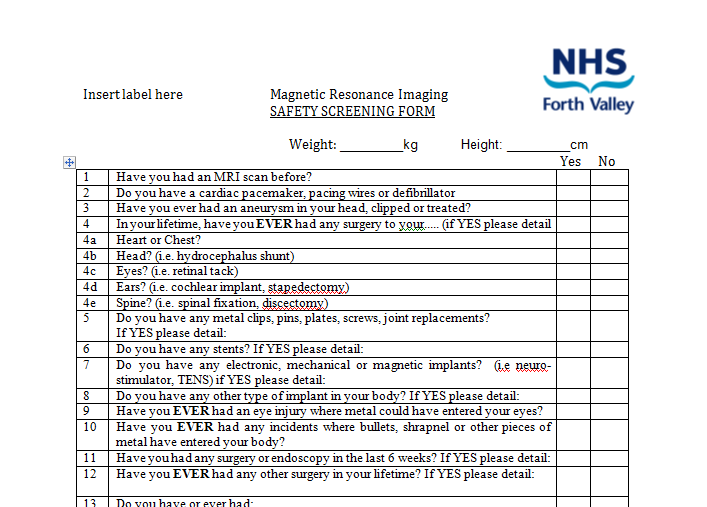 NHS
Forth Valley
Insert label here
Magnetic Resonance Imaging
SAFETY SCREENING FORM
Weight: _________kg Height: _________cm
Yes No
1 Have you had an MRI scan before?
2 Do you have a cardiac pacemaker, pacing wires or defibrillator
3 Have you ever had an aneurysm in your head, clipped or treated?
4 In your lifetime, have you EVER had any surgery to your..... (if YES please detail
4a Heart or Chest?
4b Head? (i.e. hydrocephalus shunt)
4c Eyes? (i.e. retinal tack)
4d Ears? (i.e. cochlear implant, stapedectomy)
4e Spine? (i.e. spinal fixation, discectomy)
5 Do you have any metal clips, pins, plates, screws, joint replacements?
If YES please detail:
6 Do you have any stents? If YES please detail:
7 Do you have any electronic, mechanical or magnetic implants? (i.e neuro-
stimulator, TENS) if YES please detail:
8 Do you have any other type of implant in your body? If YES please detail:
9 Have you EVER had an eye injury where metal could have entered your eyes?
10 Have you EVER had any incidents where bullets, shrapnel or other pieces of
metal have entered your body?
11 Have you had any surgery or endoscopy in the last 6 weeks? If YES please detail:
12 Have you EVER had any other surgery in your lifetime? If YES please detail:
13 Do you have or ever had: